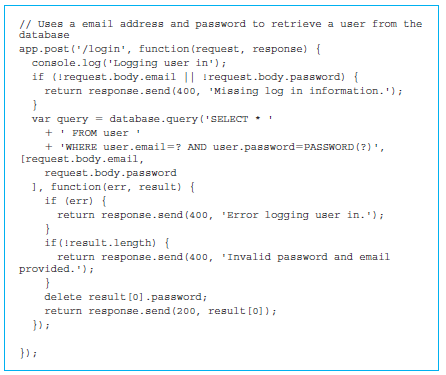 // Uses a email address and password to retrieve a user from the
database
app.post('/login', function(request, response) {
  console.log('Logging user in');
  if (!request.body.email || !request.body.password) {
    return response.send(400, 'Missing log in information.');
  }
  var query = database.query('SELECT * '
    + ' FROM user '
    + 'WHERE user.email=? AND user.password=PASSWORD(?)',
[request.body.email,
    request.body.password
  ], function(err, result) {
    if (err) {
      return response.send(400, 'Error logging user in.');
    }
    if(!result.length) {
      return response.send(400, 'Invalid password and email
provided.');
    }
    delete result[0].password;
    return response.send(200, result[0]);
  });

});